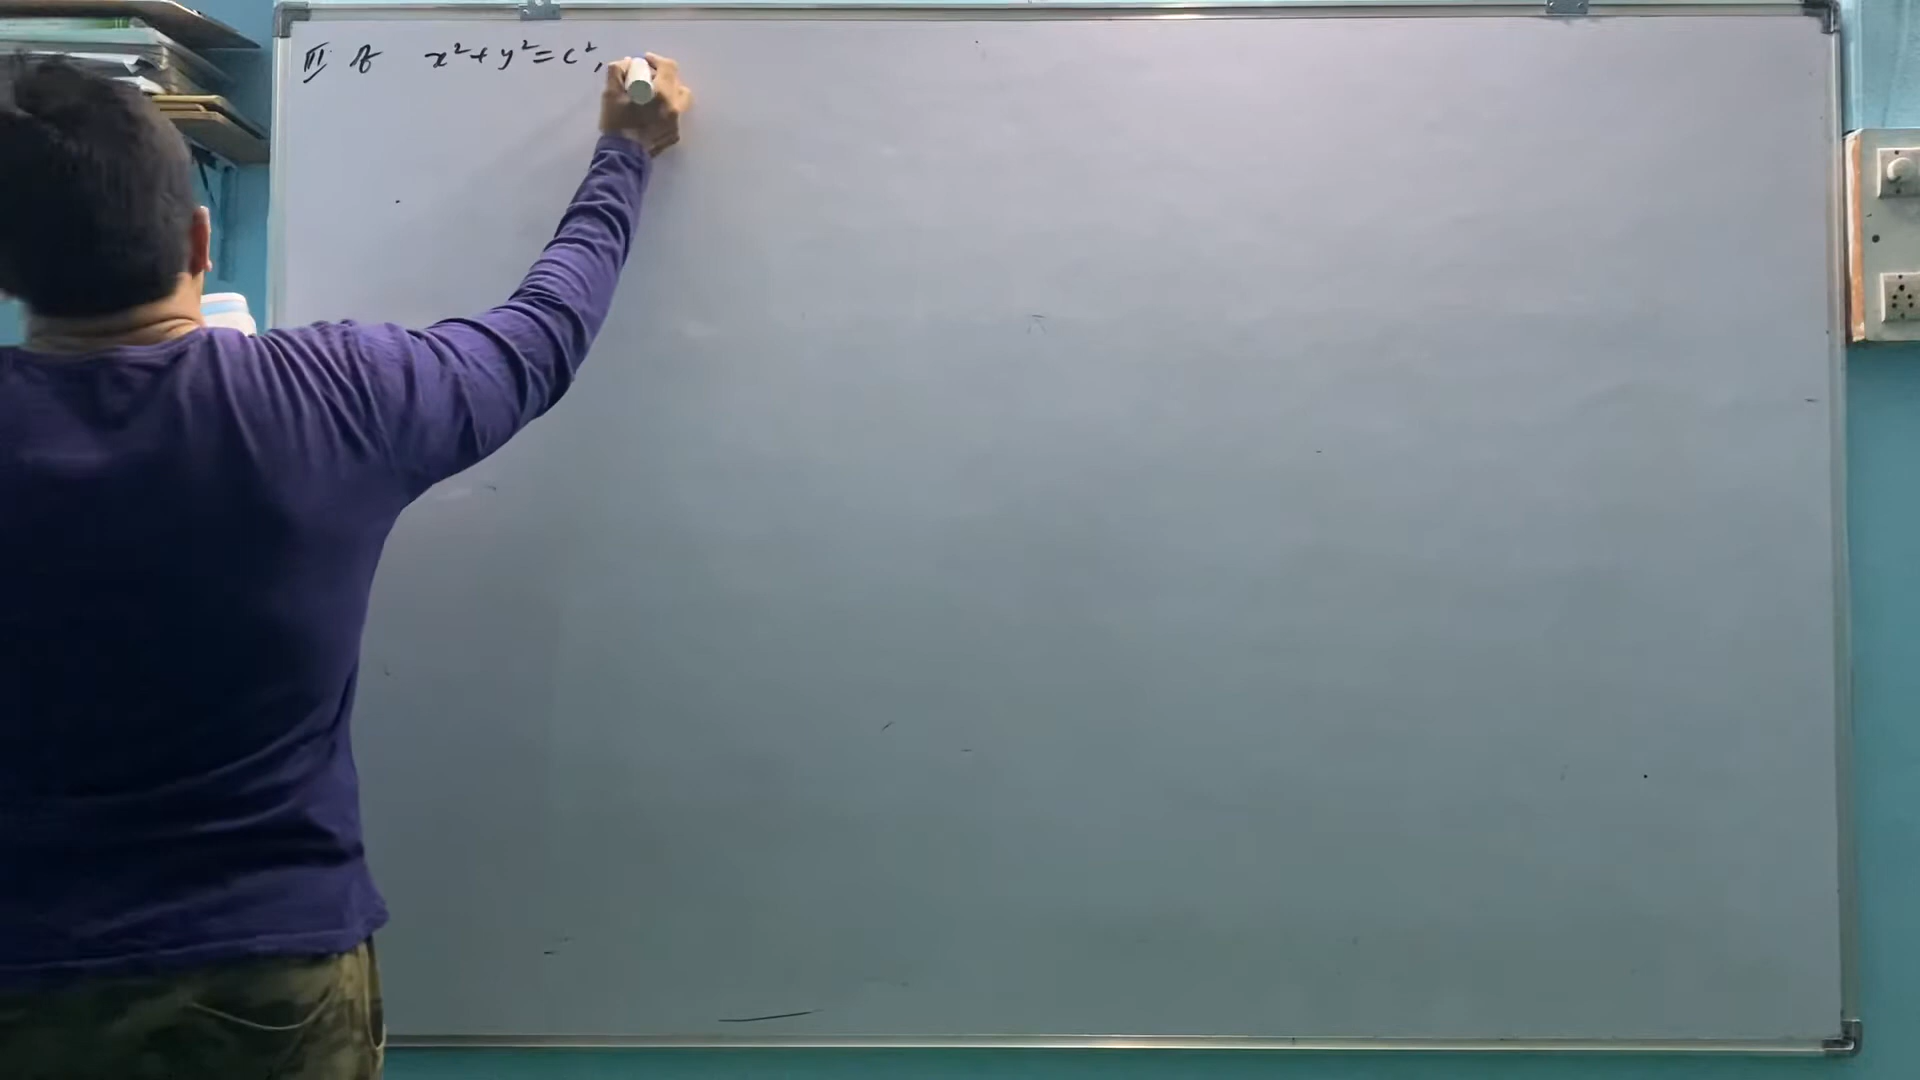 III. If x² + y² = c²,